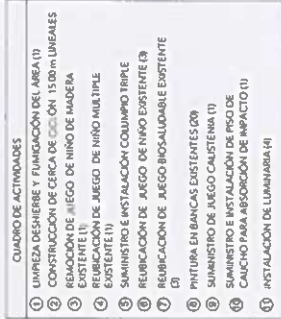 CUADRO DE ACTIVIDADES
1 LIMPIEZA DESHIERBE Y FUMIGACIÓN DEL ÁREA (1)
2 CONSTRUCCIÓN DE CERCA DE 15.00 m LINEALES
3 REMOCIÓN DE JUEGO DE NIÑO DE MADERA
EXISTENTE (1)
4 REUBICACIÓN DE JUEGO DE NIÑO MULTIPLE
EXISTENTE (1)
5 SUMINISTRO E INSTALACIÓN COLUMPIO TRIPLE
6 REUBICACIÓN DE JUEGO DE NIÑO EXISTENTE (3)
7 REUBICACIÓN DE JUEGO BIOSALUDABLE EXISTENTE
(3)
8 PINTURA EN BANCAS EXISTENTES (20)
9 SUMINISTRO DE JUEGO CALISTENIA (1)
10 SUMINISTRO E INSTALACIÓN DE PISO DE
CAUCHO PARA ABSORCIÓN DE IMPACTO (1)
11 INSTALACIÓN DE LUMINARIA (4)